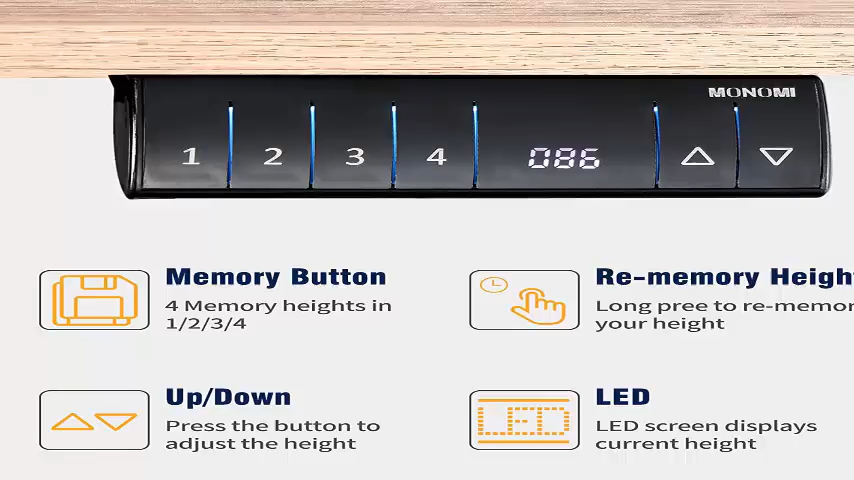 MONOMI
1 2 3 4 086
Memory Button
4 Memory heights in
1/2/3/4
Re-memory Heigh
Long pree to re-memor
your height
Up/Down
Press the button to
adjust the height
LED
LED
LED screen displays
current height